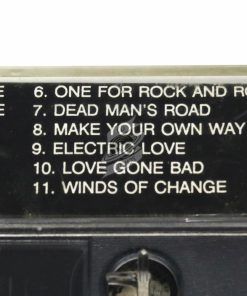 E 6. ONE FOR ROCK AND RO
E 7. DEAD MAN'S ROAD
8. MAKE YOUR OWN WAY
9. ELECTRIC LOVE
10. LOVE GONE BAD
11. WINDS OF CHANGE